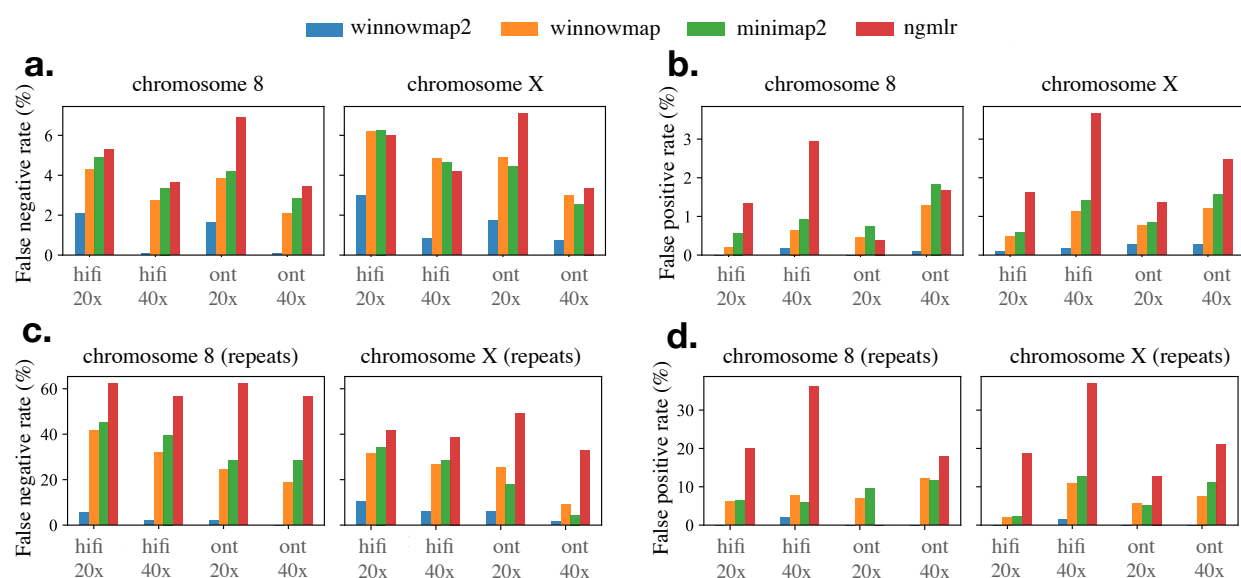 winnowmap2 winnowmap minimap2 ngmlr
a.
chromosome 8 chromosome X
False negative rate (%)
6
4
2
0
hifi hifi ont ont hifi hifi ont ont
20x 40x 20x 40x 20x 40x 20x 40x
b.
chromosome 8 chromosome X
False positive rate (%)
3
2
1
0
hifi hifi ont ont hifi hifi ont ont
20x 40x 20x 40x 20x 40x 20x 40x
c.
chromosome 8 (repeats) chromosome X (repeats)
False negative rate (%)
60
40
20
0
hifi hifi ont ont hifi hifi ont ont
20x 40x 20x 40x 20x 40x 20x 40x
d.
chromosome 8 (repeats) chromosome X (repeats)
False positive rate (%)
30
20
10
0
hifi hifi ont ont hifi hifi ont ont
20x 40x 20x 40x 20x 40x 20x 40x